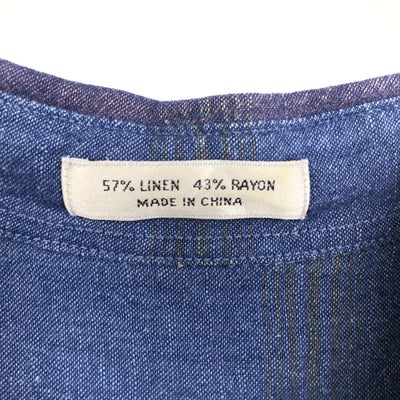 57% LINEN 43% RAYON
MADE IN CHINA